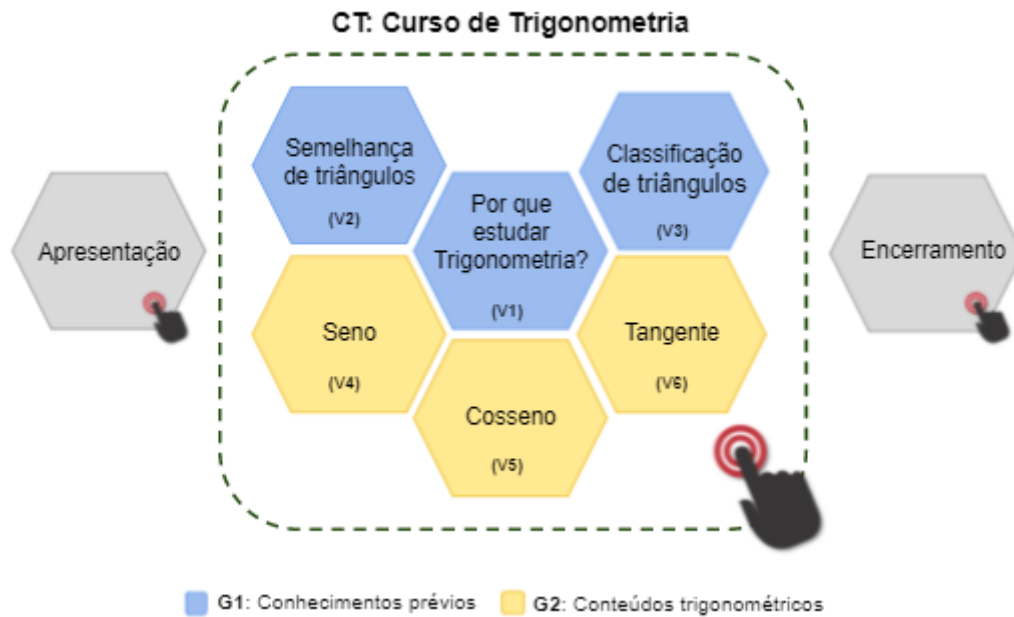 CT: Curso de Trigonometria
Apresentação
Semelhança
de triângulos
(V2)
Por que
estudar
Trigonometria?
(V1)
Classificação
de triângulos
(V3)
Seno
(V4)
Cosseno
(V5)
Tangente
(V6)
Encerramento
G1: Conhecimentos prévios
G2: Conteúdos trigonométricos